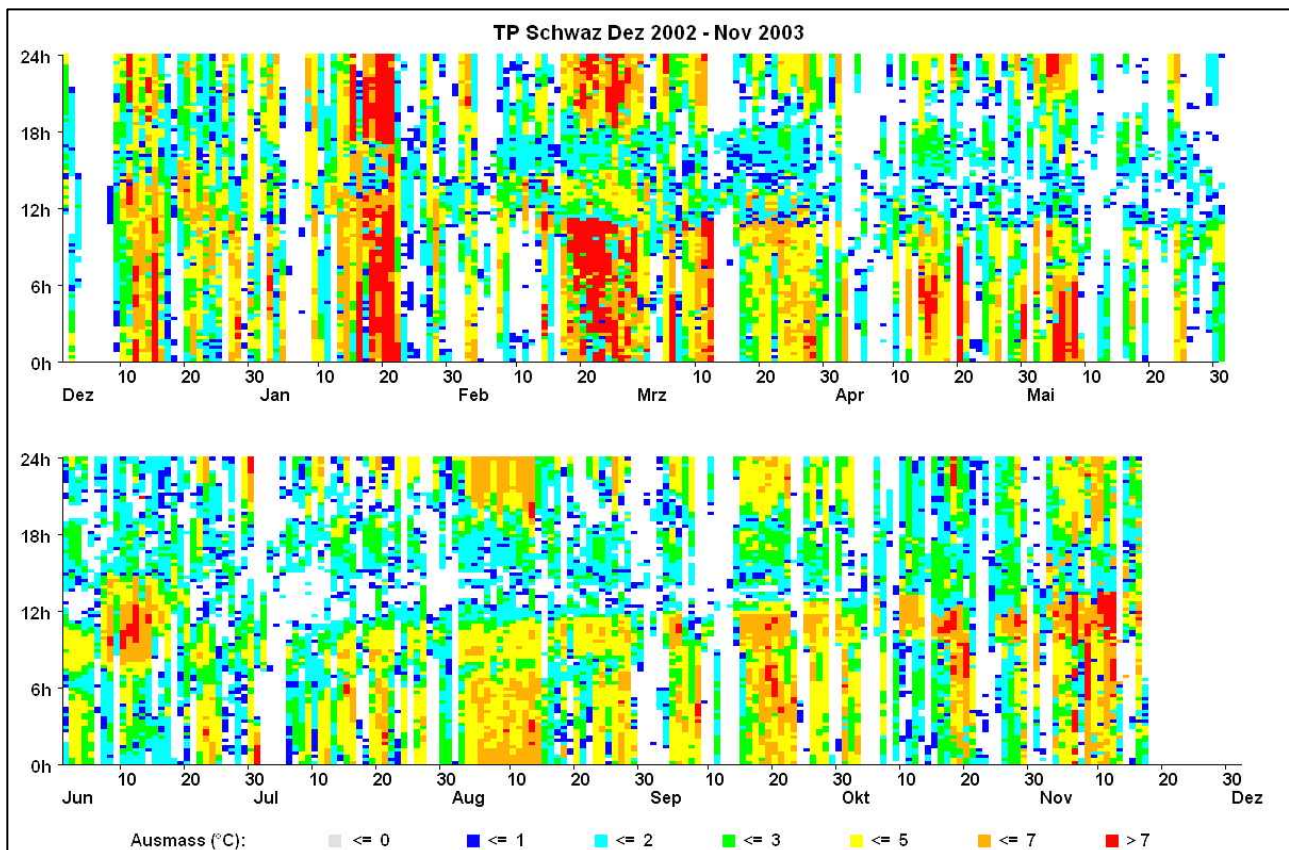 TP Schwaz Dez 2002 - Nov 2003
24h
18h
12h
6h
0h
10 20 30 10 20 30 10 20 10 20 30 10 20 30 10 20 30
Dez Jan Feb Mrz Apr Mai
24h
18h
12h
6h
0h
10 20 30 10 20 30 10 20 30 10 20 30 10 20 30 10 20 30
Jun Jul Aug Sep Okt Nov Dez
Ausmass (°C): <= 0 <= 1 <= 2 <= 3 <= 5 <= 7 > 7